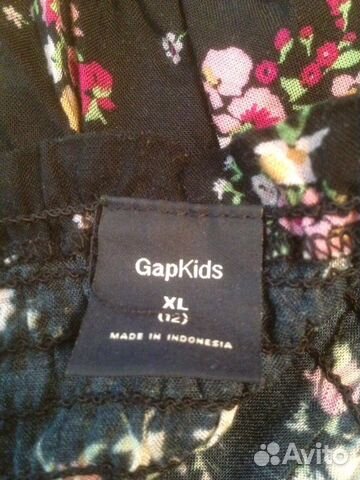 GapKids
XL
(12)
MADE IN INDONESIA
Avito